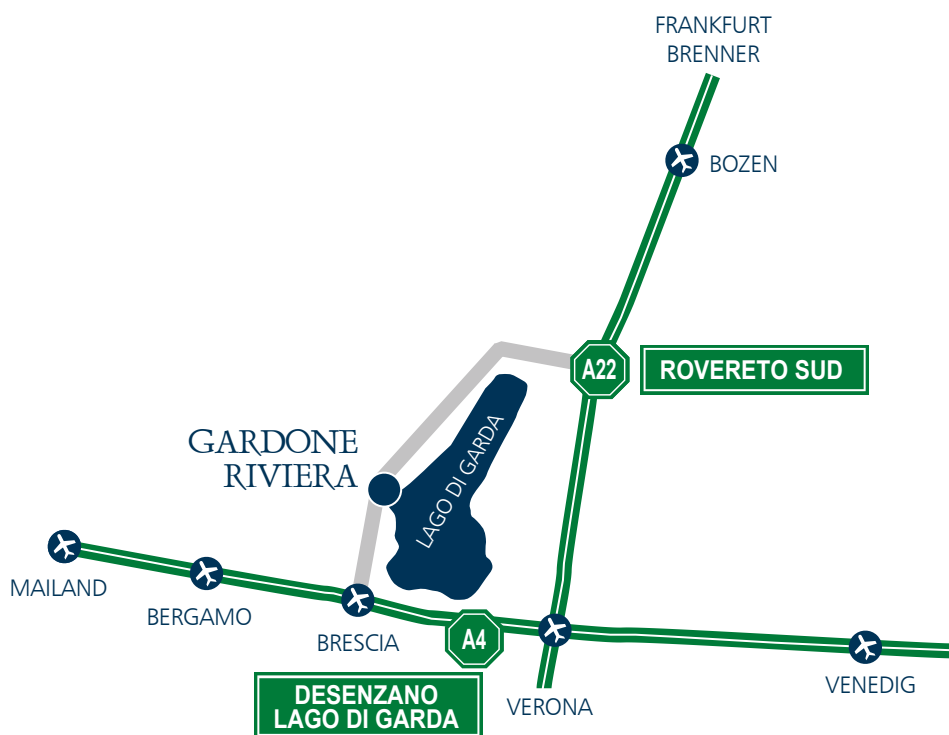 FRANKFURT
BRENNER
BOZEN
A22
ROVERETO SUD
GARDONE
RIVIERA
LAGO DI GARDA
MAILAND
BERGAMO
BRESCIA
A4
DESENZANO
LAGO DI GARDA
VERONA
VENEDIG